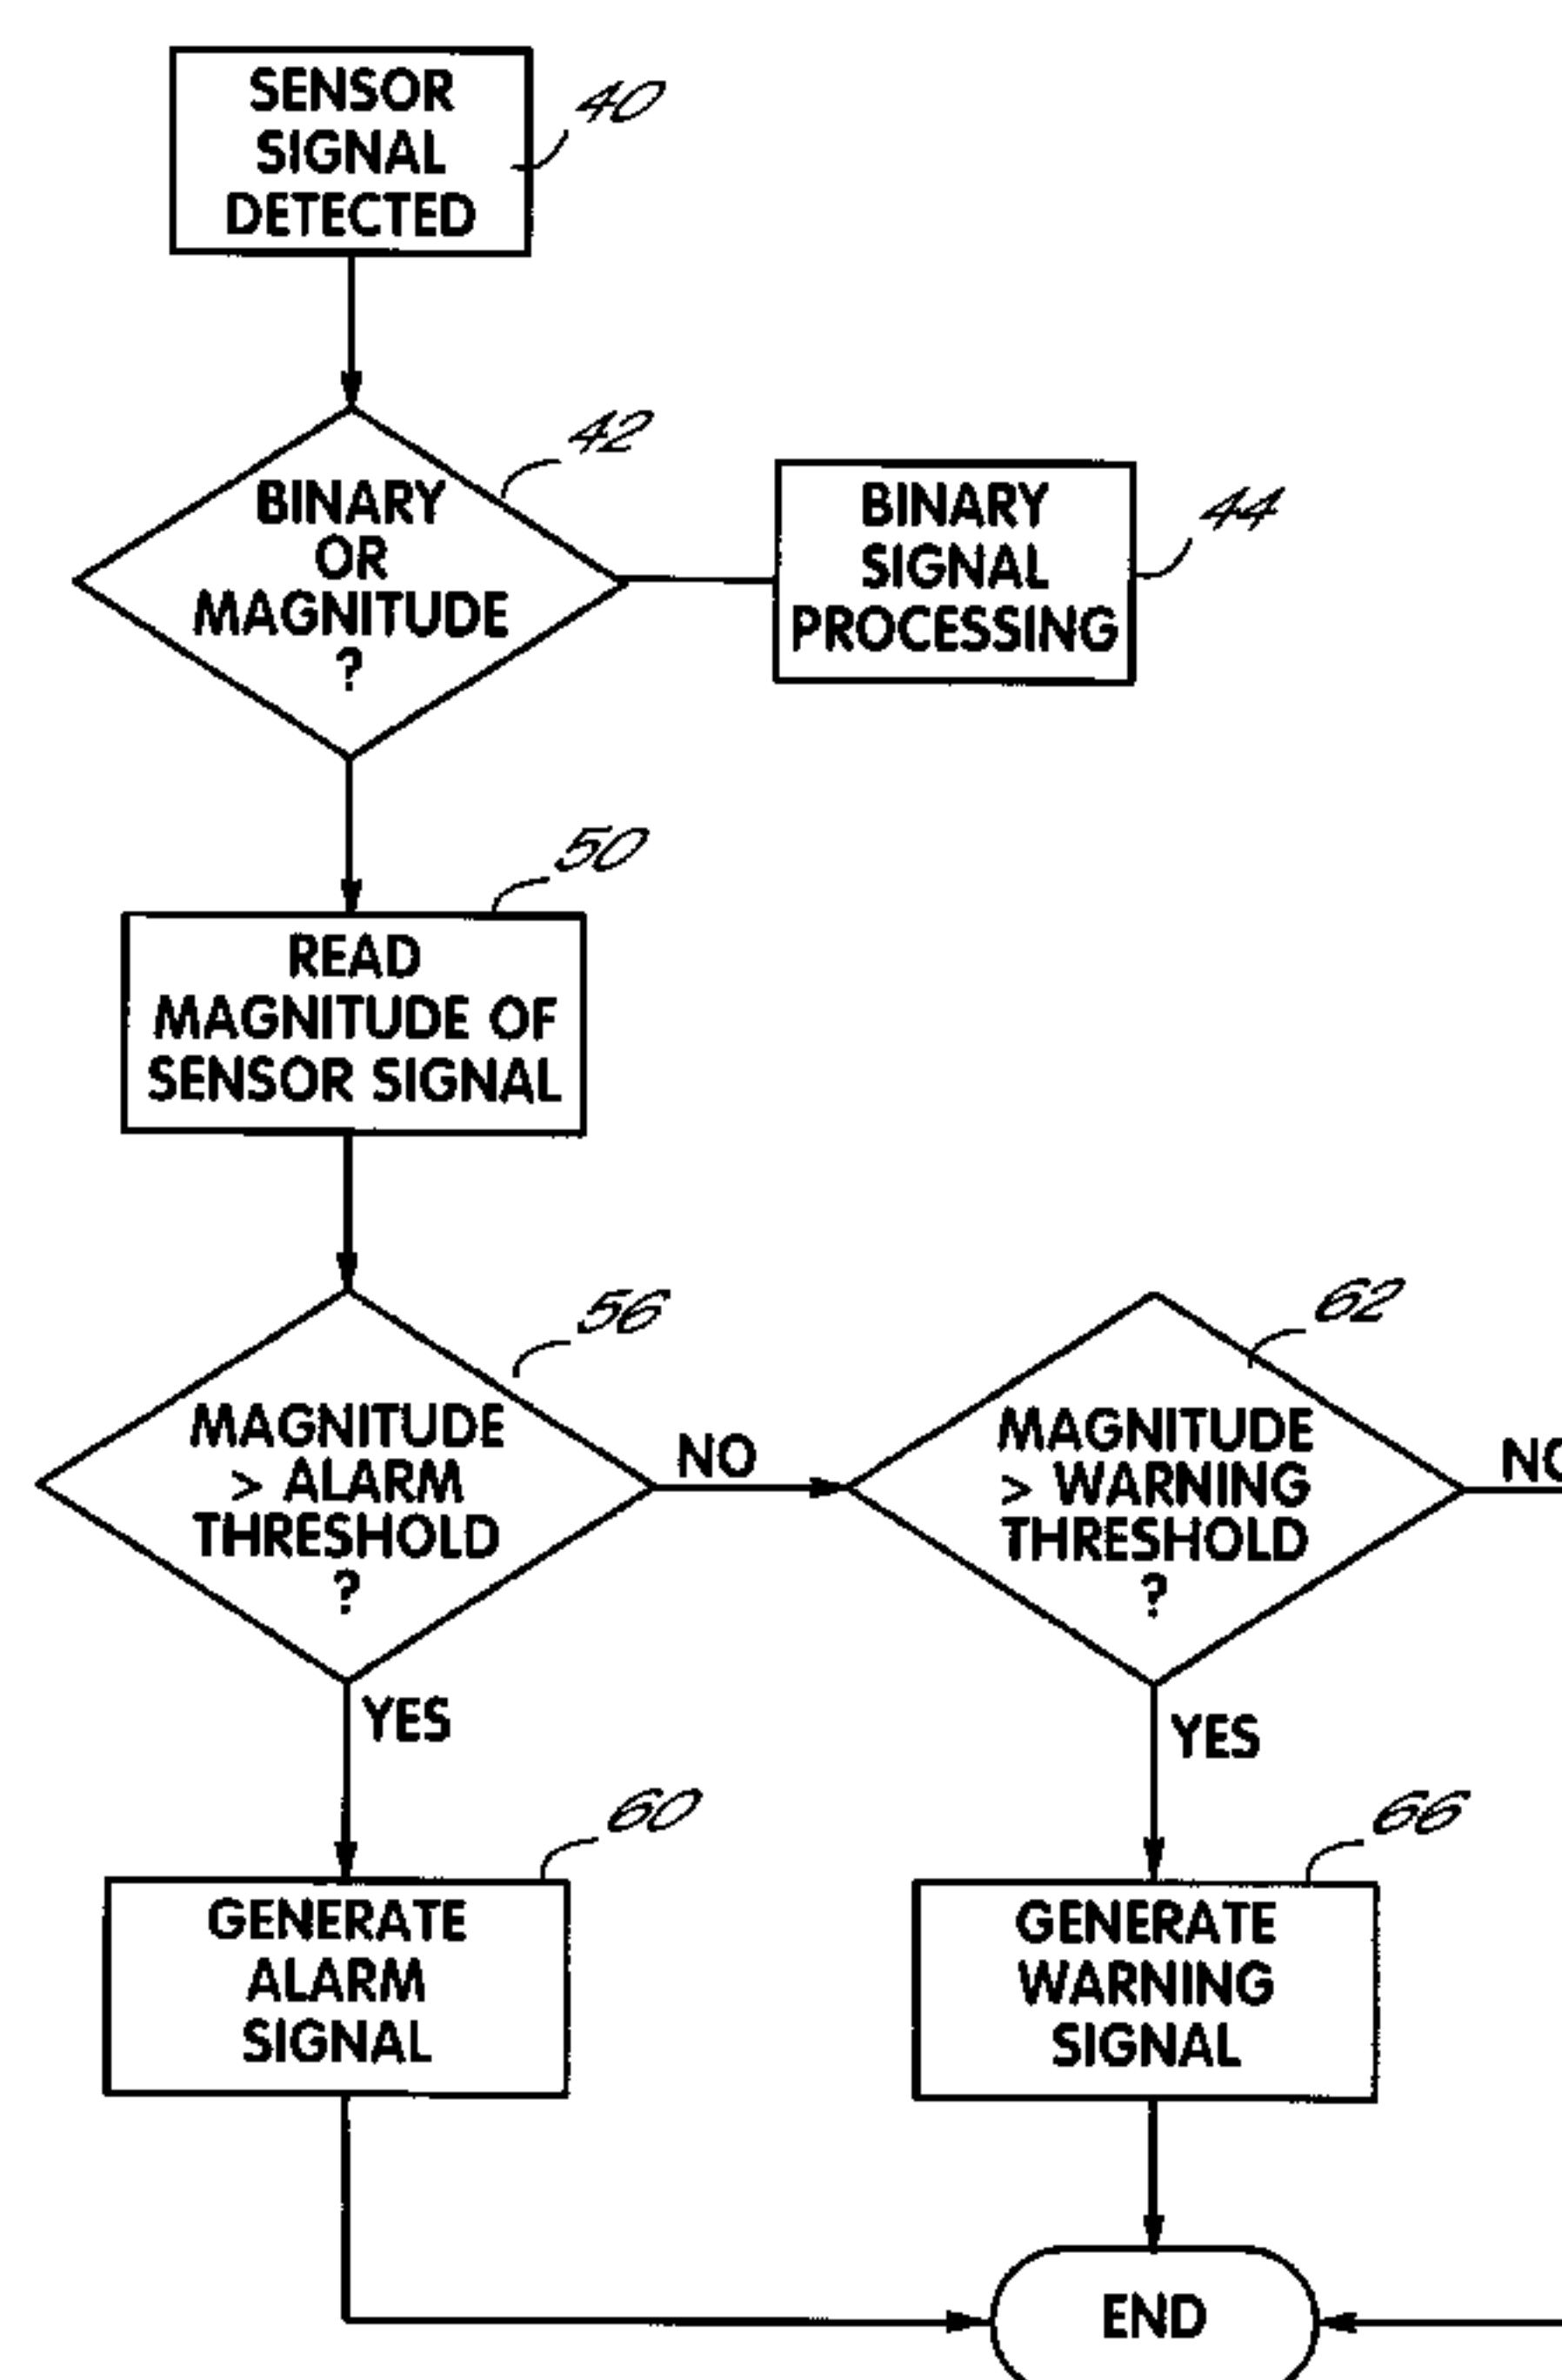 SENSOR
SIGNAL
DETECTED
40
BINARY
OR
MAGNITUDE
?
42
BINARY
SIGNAL
PROCESSING
44
READ
MAGNITUDE OF
SENSOR SIGNAL
50
MAGNITUDE
> ALARM
THRESHOLD
?
56
NO
MAGNITUDE
> WARNING
THRESHOLD
?
62
NO
YES
YES
GENERATE
ALARM
SIGNAL
60
GENERATE
WARNING
SIGNAL
66
END